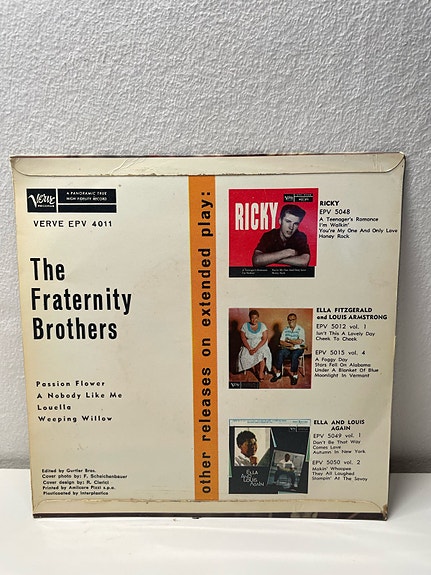 Verve
RECORDS
A PANORAMIC TRUE
HIGH FIDELITY RECORD
VERVE EPV 4011
The
Fraternity
Brothers
Passion Flower
A Nobody Like Me
Louella
Weeping Willow
Edited by Gurtler Bros.
Cover photo by: F. Scheichenbauer
Cover design by: R. Clerici
Printed by Amilcare Pizzi s.p.a.
Plasticoated by Interplastica
other releases on extended play:
RICKY
RICKY
EPV 5048
A Teenager's Romance
I'm Walkin'
You're My One And Only Love
Honey Rock
ELLA FITZGERALD
and LOUIS ARMSTRONG
EPV 5012 vol. 1
Isn't This A Lovely Day
Cheek To Cheek
EPV 5015 vol. 4
A Foggy Day
Stars Fell On Alabama
Under A Blanket Of Blue
Moonlight In Vermont
ELLA
AND
LOUIS
AGAIN
ELLA AND LOUIS
AGAIN
EPV 5049 vol. 1
Don't Be That Way
Comes Love
Autumn In New York
EPV 5050 vol. 2
Makin' Whoopee
They All Laughed
Stompin' At The Savoy